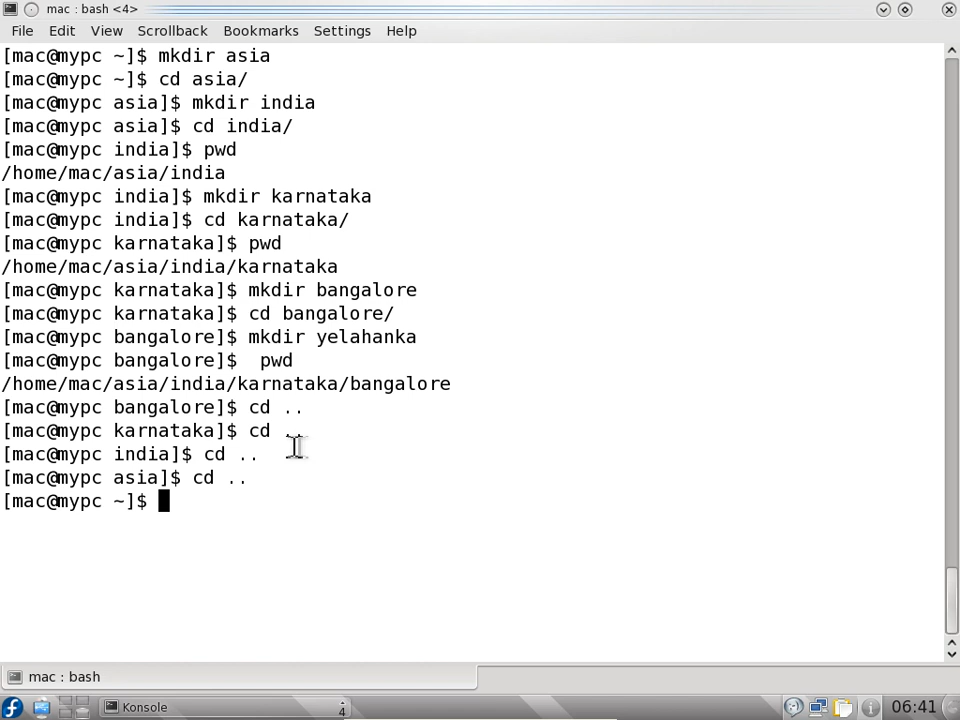 mac : bash <4>
File Edit View Scrollback Bookmarks Settings Help
[mac@mypc ~]$ mkdir asia
[mac@mypc ~]$ cd asia/
[mac@mypc asia]$ mkdir india
[mac@mypc asia]$ cd india/
[mac@mypc india]$ pwd
/home/mac/asia/india
[mac@mypc india]$ mkdir karnataka
[mac@mypc india]$ cd karnataka/
[mac@mypc karnataka]$ pwd
/home/mac/asia/india/karnataka
[mac@mypc karnataka]$ mkdir bangalore
[mac@mypc karnataka]$ cd bangalore/
[mac@mypc bangalore]$ mkdir yelahanka
[mac@mypc bangalore]$  pwd
/home/mac/asia/india/karnataka/bangalore
[mac@mypc bangalore]$ cd ..
[mac@mypc karnataka]$ cd ..
[mac@mypc india]$ cd ..
[mac@mypc asia]$ cd ..
[mac@mypc ~]$
mac : bash
Konsole 4 06:41